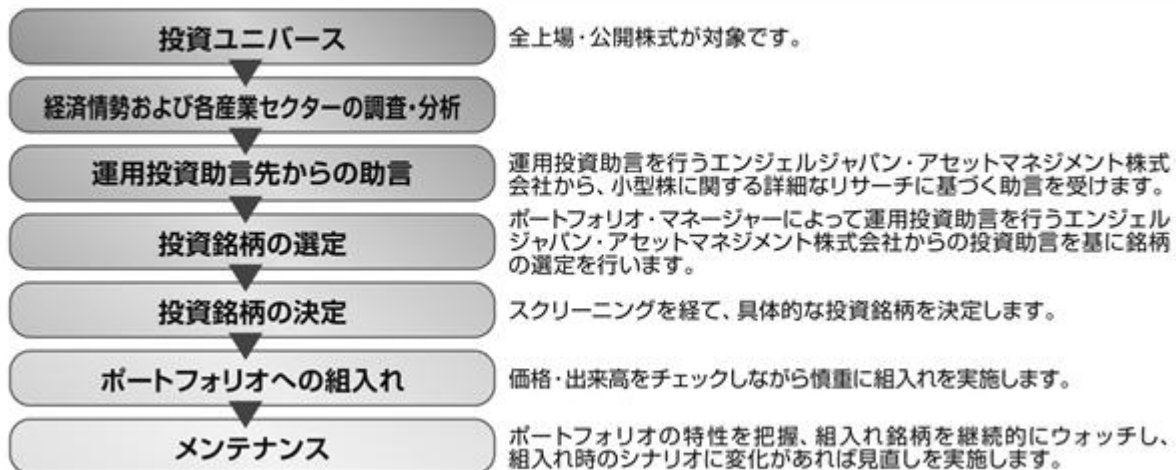 投資ユニバース
全上場・公開株式が対象です。
経済情勢および各産業セクターの調査・分析
運用投資助言先からの助言
運用投資助言を行うエンジェルジャパン・アセットマネジメント株式
会社から、小型株に関する詳細なリサーチに基づく助言を受けます。
投資銘柄の選定
ポートフォリオ・マネージャーによって運用投資助言を行うエンジェル
ジャパン・アセットマネジメント株式会社からの投資助言を基に銘柄
の選定を行います。
投資銘柄の決定
スクリーニングを経て、具体的な投資銘柄を決定します。
ポートフォリオへの組入れ
価格・出来高をチェックしながら慎重に組入れを実施します。
メンテナンス
ポートフォリオの特性を把握、組入れ銘柄を継続的にウォッチし、
組入れ時のシナリオに変化があれば見直しを実施します。